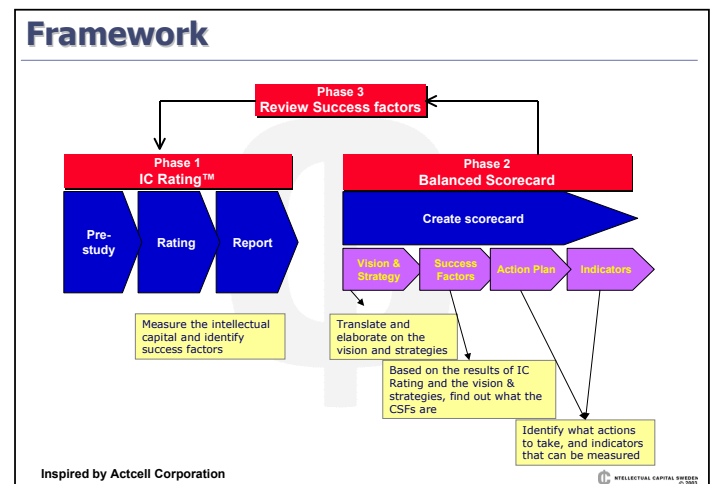 Framework
Phase 3
Review Success factors
Phase 1
IC Rating™
Phase 2
Balanced Scorecard
Pre-
study
Rating
Report
Create scorecard
Vision &
Strategy
Success
Factors
Action Plan
Indicators
Measure the intellectual
capital and identify
success factors
Translate and
elaborate on the
vision and strategies
Based on the results of IC
Rating and the vision &
strategies, find out what the
CSFs are
Identify what actions
to take, and indicators
that can be measured
Inspired by Actcell Corporation
NTELLECTUAL CAPITAL SWEDEN
© 2003